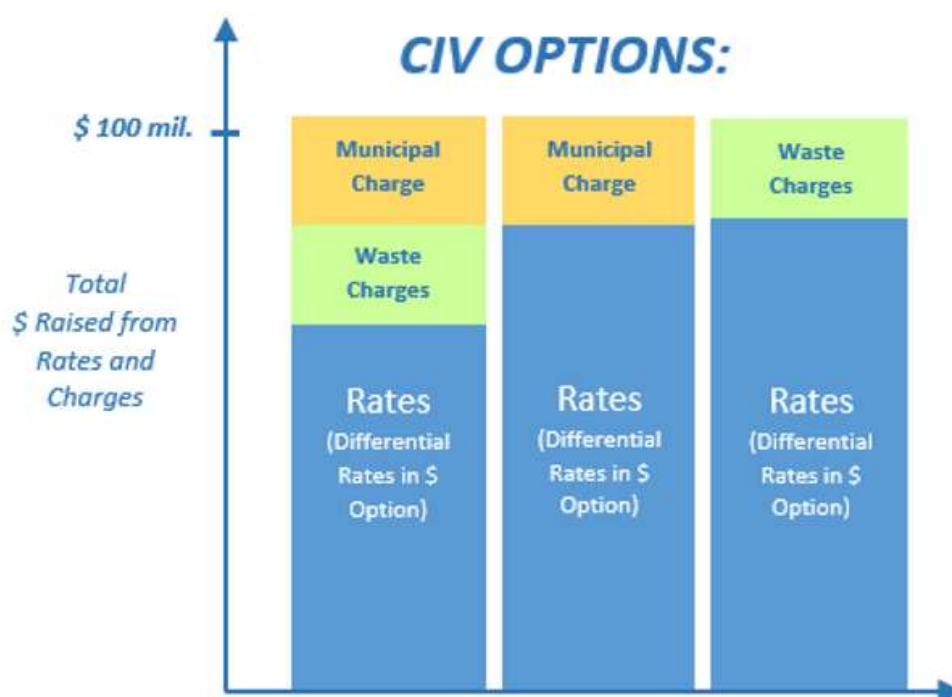 CIV OPTIONS:
$ 100 mil.
Total
$ Raised from
Rates and
Charges
Municipal
Charge
Waste
Charges
Rates
(Differential
Rates in $
Option)
Municipal
Charge
Rates
(Differential
Rates in $
Option)
Waste
Charges
Rates
(Differential
Rates in $
Option)